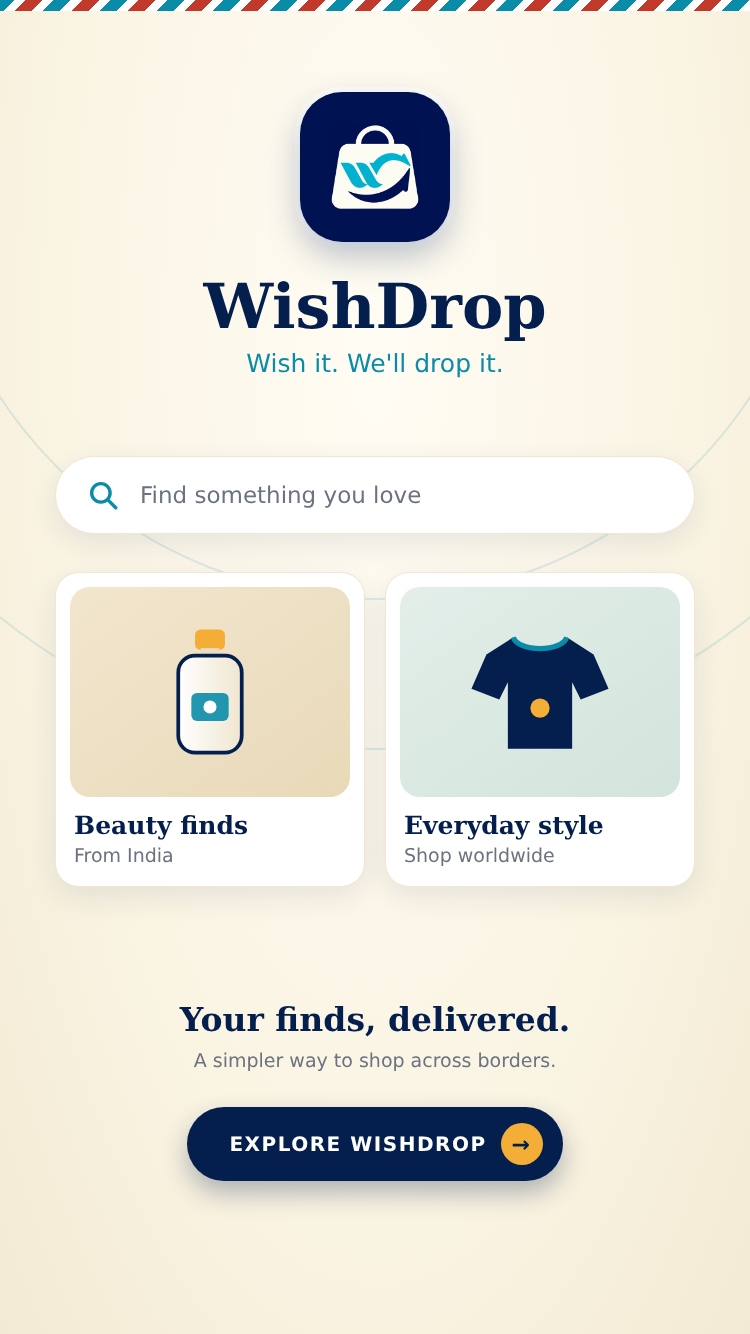 WishDrop
Wish it. We'll drop it.
Find something you love
Beauty finds
From India
Everyday style
Shop worldwide
Your finds, delivered.
A simpler way to shop across borders.
EXPLORE WISHDROP →